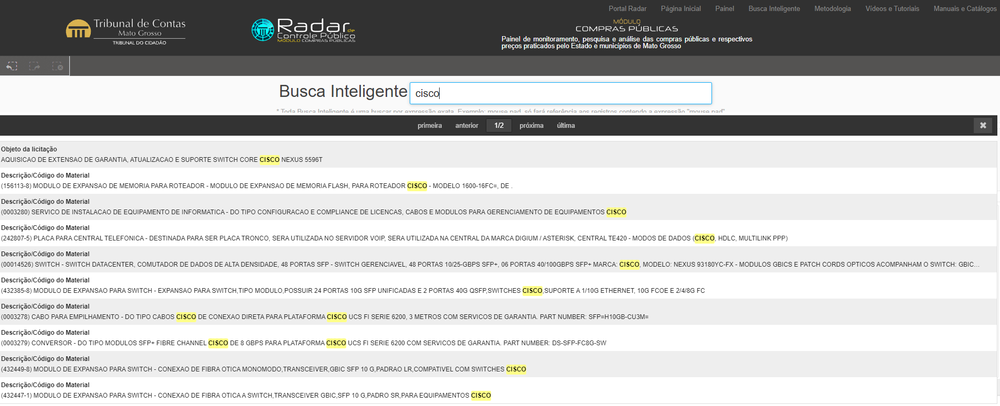 Portal Radar Página Inicial Painel Busca Inteligente Metodologia Vídeos e Tutoriais Manuais e Catálogos
Tribunal de Contas
Mato Grosso
TRIBUNAL DO CIDADÃO
Radar de
Controle Público
MÓDULO COMPRAS PÚBLICAS
MÓDULO
COMPRAS PÚBLICAS
Painel de monitoramento, pesquisa e análise das compras públicas e respectivos
preços praticados pelo Estado e municípios de Mato Grosso
Busca Inteligente cisco
* Toda Busca Inteligente é uma buscar por expressão exata. Exemplo: mouse pad, só fará referência aos registros contendo a expressão "mouse pad"
primeira anterior 1/2 próxima última
Objeto da licitação
AQUISICAO DE EXTENSAO DE GARANTIA, ATUALIZACAO E SUPORTE SWITCH CORE CISCO NEXUS 5596T
Descrição/Código do Material
(156113-8) MODULO DE EXPANSAO DE MEMORIA PARA ROTEADOR - MODULO DE EXPANSAO DE MEMORIA FLASH, PARA ROTEADOR CISCO - MODELO 1600-16FC=, DE .
Descrição/Código do Material
(0003280) SERVICO DE INSTALACAO DE EQUIPAMENTO DE INFORMATICA - DO TIPO CONFIGURACAO E COMPLIANCE DE LICENCAS, CABOS E MODULOS PARA GERENCIAMENTO DE EQUIPAMENTOS CISCO
Descrição/Código do Material
(242807-5) PLACA PARA CENTRAL TELEFONICA - DESTINADA PARA SER PLACA TRONCO, SERA UTILIZADA NO SERVIDOR VOIP, SERA UTILIZADA NA CENTRAL DA MARCA DIGIUM / ASTERISK, CENTRAL TE420 - MODOS DE DADOS (CISCO, HDLC, MULTILINK PPP)
Descrição/Código do Material
(00014526) SWITCH - SWITCH DATACENTER, COMUTADOR DE DADOS DE ALTA DENSIDADE, 48 PORTAS SFP - SWITCH GERENCIAVEL, 48 PORTAS 10/25-GBPS SFP+, 06 PORTAS 40/100GBPS SFP+ MARCA: CISCO, MODELO: NEXUS 93180YC-FX - MODULOS GBICS E PATCH CORDS OPTICOS ACOMPANHAM O SWITCH: GBIC...
Descrição/Código do Material
(432385-8) MODULO DE EXPANSAO PARA SWITCH - EXPANSAO PARA SWITCH,TIPO MODULO,POSSUIR 24 PORTAS 10G SFP UNIFICADAS E 2 PORTAS 40G QSFP,SWITCHES CISCO,SUPORTE A 1/10G ETHERNET, 10G FCOE E 2/4/8G FC
Descrição/Código do Material
(0003278) CABO PARA EMPILHAMENTO - DO TIPO CABOS CISCO DE CONEXAO DIRETA PARA PLATAFORMA CISCO UCS FI SERIE 6200, 3 METROS COM SERVICOS DE GARANTIA. PART NUMBER: SFP=H10GB-CU3M=
Descrição/Código do Material
(0003279) CONVERSOR - DO TIPO MODULOS SFP+ FIBRE CHANNEL CISCO DE 8 GBPS PARA PLATAFORMA CISCO UCS FI SERIE 6200 COM SERVICOS DE GARANTIA. PART NUMBER: DS-SFP-FC8G-SW
Descrição/Código do Material
(432449-8) MODULO DE EXPANSAO PARA SWITCH - CONEXAO DE FIBRA OTICA MONOMODO,TRANSCEIVER,GBIC SFP 10 G,PADRAO LR,COMPATIVEL COM SWITCHES CISCO
Descrição/Código do Material
(432447-1) MODULO DE EXPANSAO PARA SWITCH - CONEXAO DE FIBRA OTICA A SWITCH,TRANSCEIVER GBIC,SFP 10 G,PADRO SR,PARA EQUIPAMENTOS CISCO